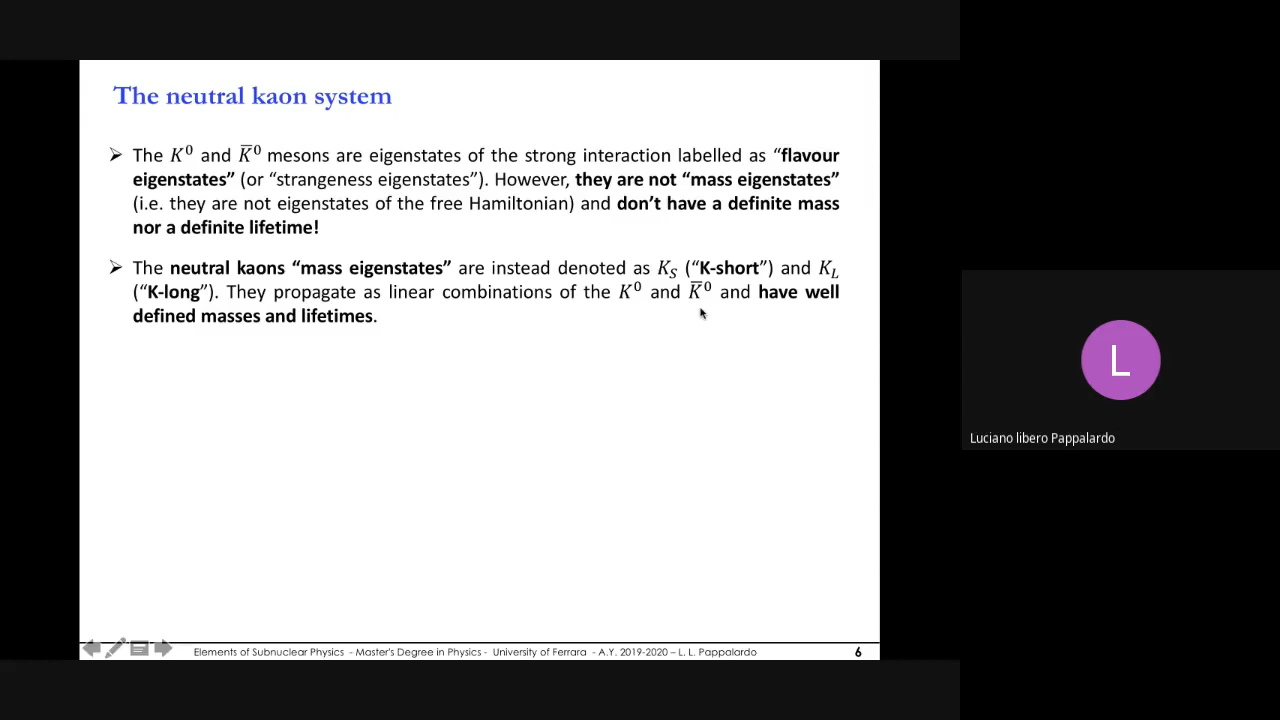 The neutral kaon system
➢ The K⁰ and K̅⁰ mesons are eigenstates of the strong interaction labelled as “flavour
eigenstates” (or “strangeness eigenstates”). However, they are not “mass eigenstates”
(i.e. they are not eigenstates of the free Hamiltonian) and don’t have a definite mass
nor a definite lifetime!
➢ The neutral kaons “mass eigenstates” are instead denoted as K_S (“K-short”) and K_L
(“K-long”). They propagate as linear combinations of the K⁰ and K̅⁰ and have well
defined masses and lifetimes.
L
Luciano libero Pappalardo
Elements of Subnuclear Physics - Master's Degree in Physics - University of Ferrara - A.Y. 2019-2020 – L. L. Pappalardo 6